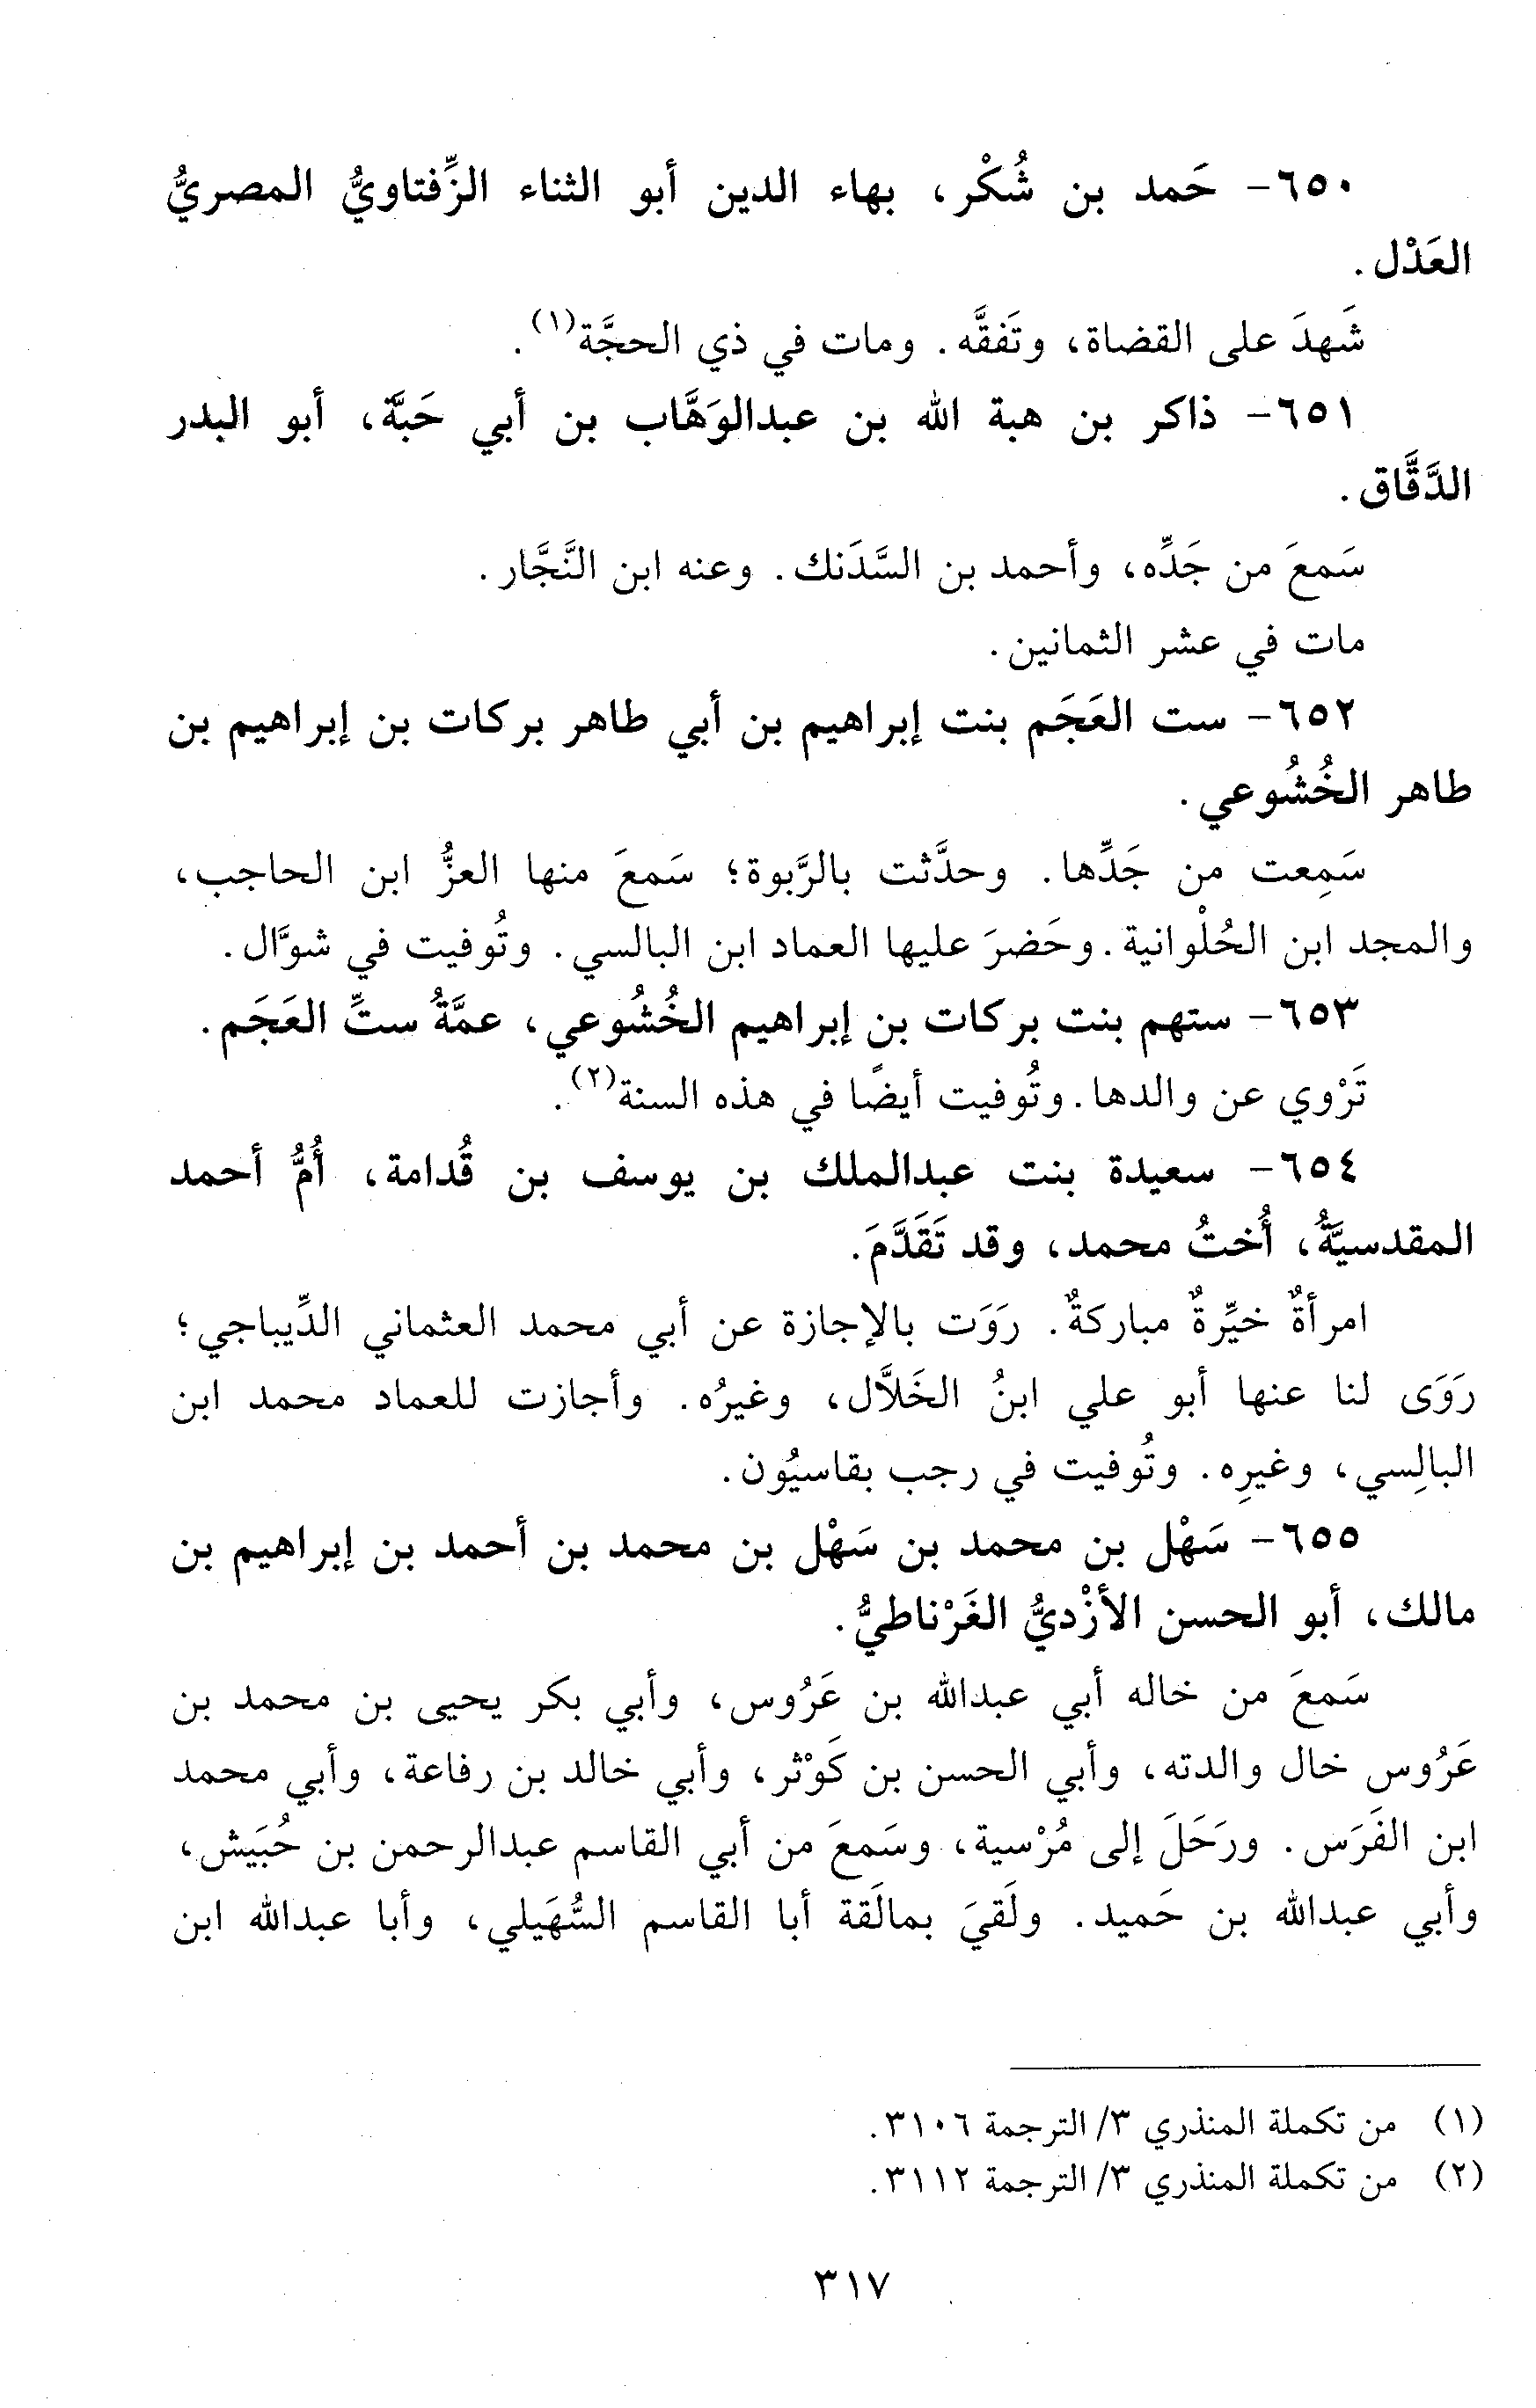 ٦٥٠- حَمد بن شُكْر، بهاء الدين أبو الثناء الزِّفتاويُّ المصريُّ
العَدْل.
شَهدَ على القضاة، وتَفقَّه. ومات في ذي الحجَّة(١).
٦٥١- ذاكر بن هبة الله بن عبدالوَهَّاب بن أبي حَبَّة، أبو البدر
الدَّقَّاق.
سَمعَ من جَدِّه، وأحمد بن السَّدَنك. وعنه ابن النَّجَّار.
مات في عشر الثمانين.
٦٥٢- ست العَجَم بنت إبراهيم بن أبي طاهر بركات بن إبراهيم بن
طاهر الخُشُوعي.
سَمِعت من جَدِّها. وحدَّثت بالرَّبوة؛ سَمعَ منها العزُّ ابن الحاجب،
والمجد ابن الحُلْوانية. وحَضرَ عليها العماد ابن البالسي. وتُوفيت في شوَّال.
٦٥٣- ستهم بنت بركات بن إبراهيم الخُشُوعي، عمَّةُ ستِّ العَجَم.
تَرْوي عن والدها. وتُوفيت أيضًا في هذه السنة(٢).
٦٥٤- سعيدة بنت عبدالملك بن يوسف بن قُدامة، أُمُّ أحمد
المقدسيَّةُ، أُختُ محمد، وقد تَقَدَّمَ.
امرأةٌ خيِّرةٌ مباركةٌ. رَوَت بالإجازة عن أبي محمد العثماني الدِّيباجي؛
رَوَى لنا عنها أبو علي ابنُ الخَلاَّل، وغيرُه. وأجازت للعماد محمد ابن
البالِسي، وغيرِه. وتُوفيت في رجب بقاسيُون.
٦٥٥- سَهْل بن محمد بن سَهْل بن محمد بن أحمد بن إبراهيم بن
مالك، أبو الحسن الأزْديُّ الغَرْناطيُّ.
سَمعَ من خاله أبي عبدالله بن عَرُوس، وأبي بكر يحيى بن محمد بن
عَرُوس خال والدته، وأبي الحسن بن كَوْثر، وأبي خالد بن رفاعة، وأبي محمد
ابن الفَرَس. ورَحَلَ إلى مُرْسية، وسَمعَ من أبي القاسم عبدالرحمن بن حُبَيش،
وأبي عبدالله بن حَميد. ولَقيَ بمالَقة أبا القاسم السُّهَيلي، وأبا عبدالله ابن
(١) من تكملة المنذري ٣/ الترجمة ٣١٠٦.
(٢) من تكملة المنذري ٣/ الترجمة ٣١١٢.
٣١٧